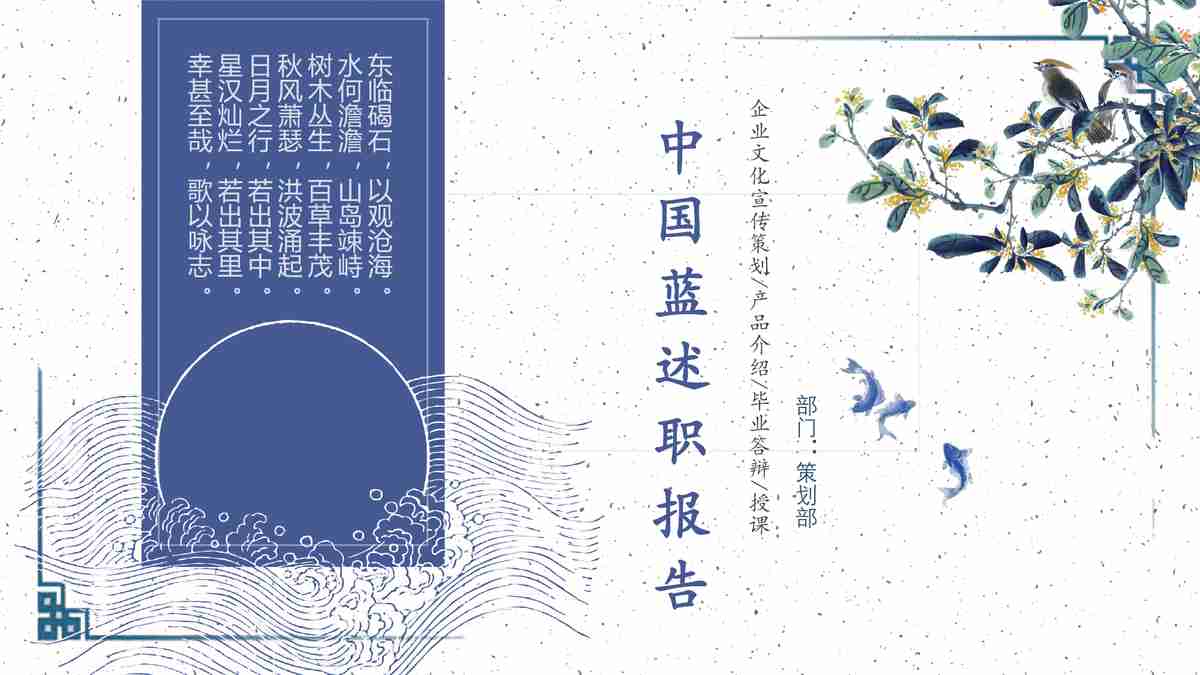 东临碣石，以观沧海。
水何澹澹，山岛竦峙。
树木丛生，百草丰茂。
秋风萧瑟，洪波涌起。
日月之行，若出其中。
星汉灿烂，若出其里。
幸甚至哉，歌以咏志。
中国蓝述职报告
企业文化宣传策划/产品介绍/毕业答辩/授课
部门：策划部